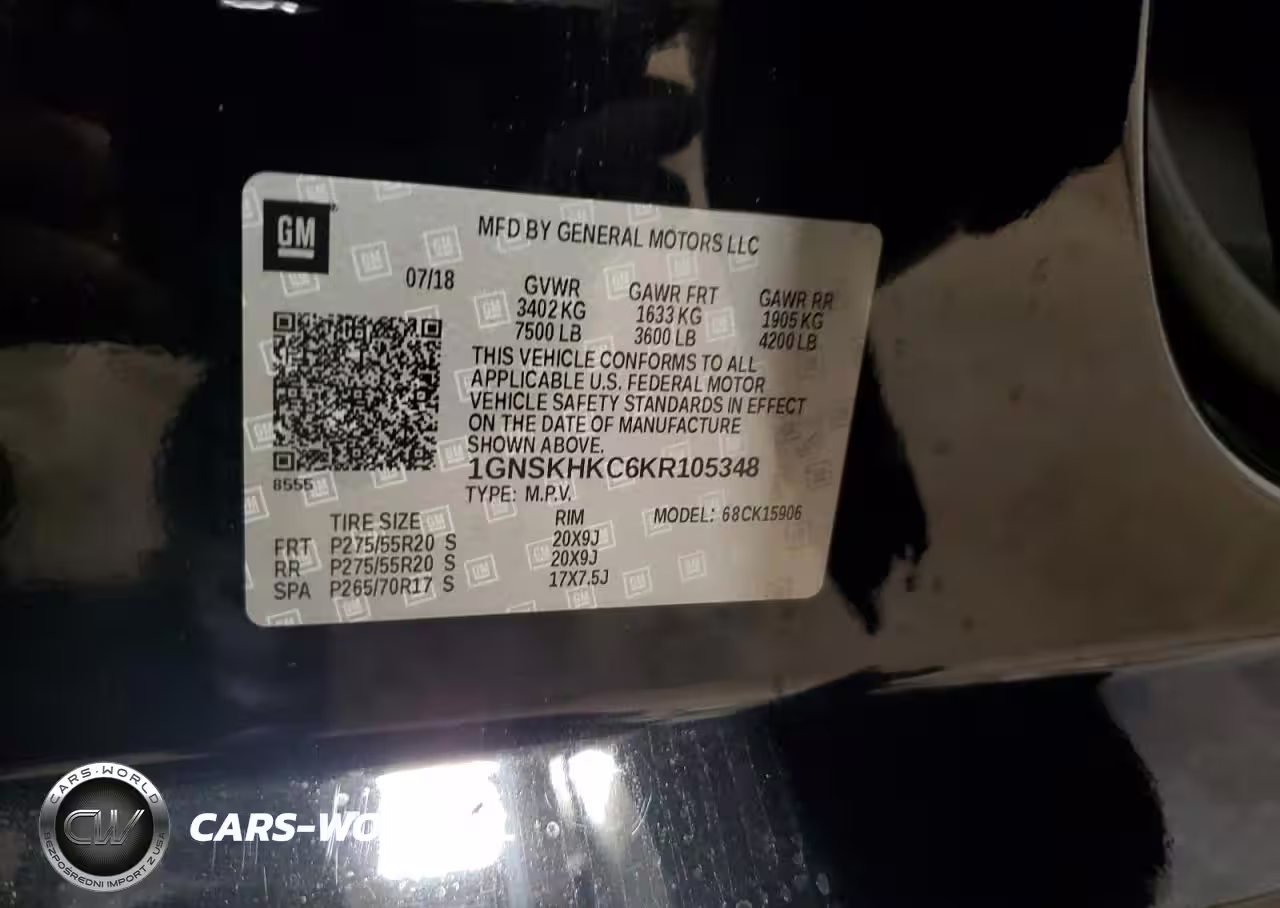 GM
MFD BY GENERAL MOTORS LLC
07/18
GVWR GAWR FRT GAWR RR
3402 KG 1633 KG 1905 KG
7500 LB 3600 LB 4200 LB
THIS VEHICLE CONFORMS TO ALL
APPLICABLE U.S. FEDERAL MOTOR
VEHICLE SAFETY STANDARDS IN EFFECT
ON THE DATE OF MANUFACTURE
SHOWN ABOVE.
1GNSKHKC6KR105348
8555
TYPE: M.P.V.
MODEL: 68CK15906
TIRE SIZE RIM
FRT P275/55R20 S 20X9J
RR P275/55R20 S 20X9J
SPA P265/70R17 S 17X7.5J
CARS-WORLD
CW
BEZPOŚREDNI IMPORT Z USA